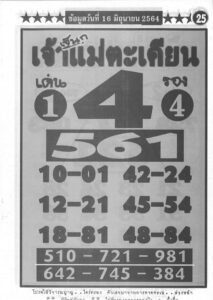 ข้อมูลวันที่ 16 มิถุนายน 2564
25
เจ้าแม่ตะเคียน
เด่น 4 รอง
1 4
561
10-01 42-24
12-21 45-54
18-81 48-84
510 - 721 - 981
642 - 745 - 384